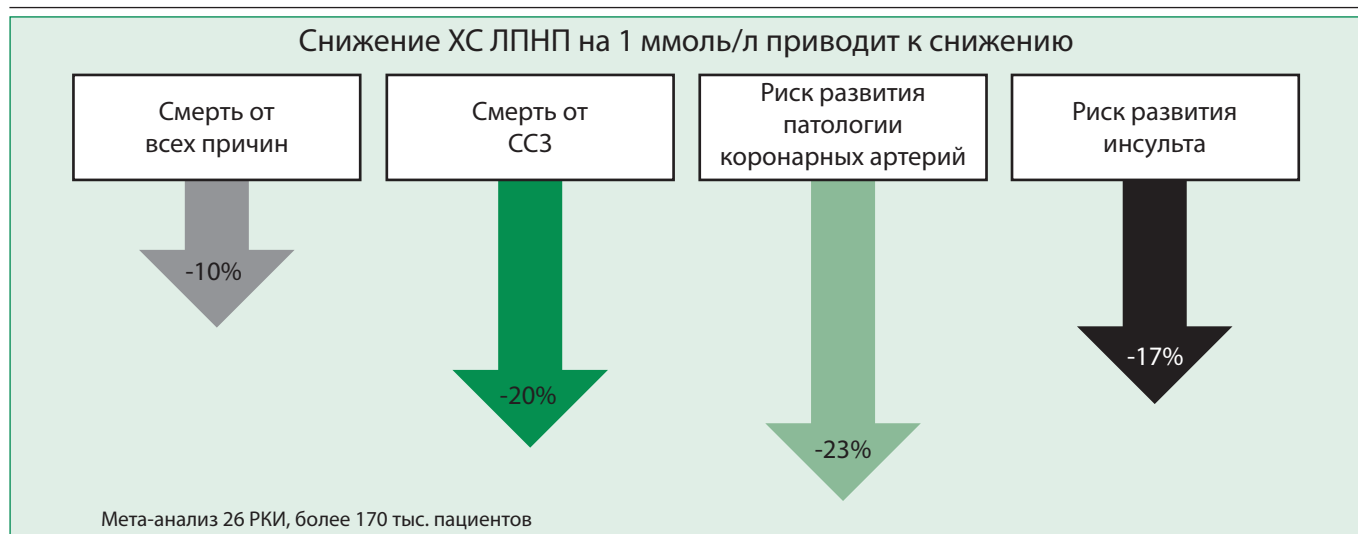 Снижение ХС ЛПНП на 1 ммоль/л приводит к снижению
Смерть от
всех причин
Смерть от
ССЗ
Риск развития
патологии
коронарных артерий
Риск развития
инсульта
-10%
-20%
-23%
-17%
Мета-анализ 26 РКИ, более 170 тыс. пациентов